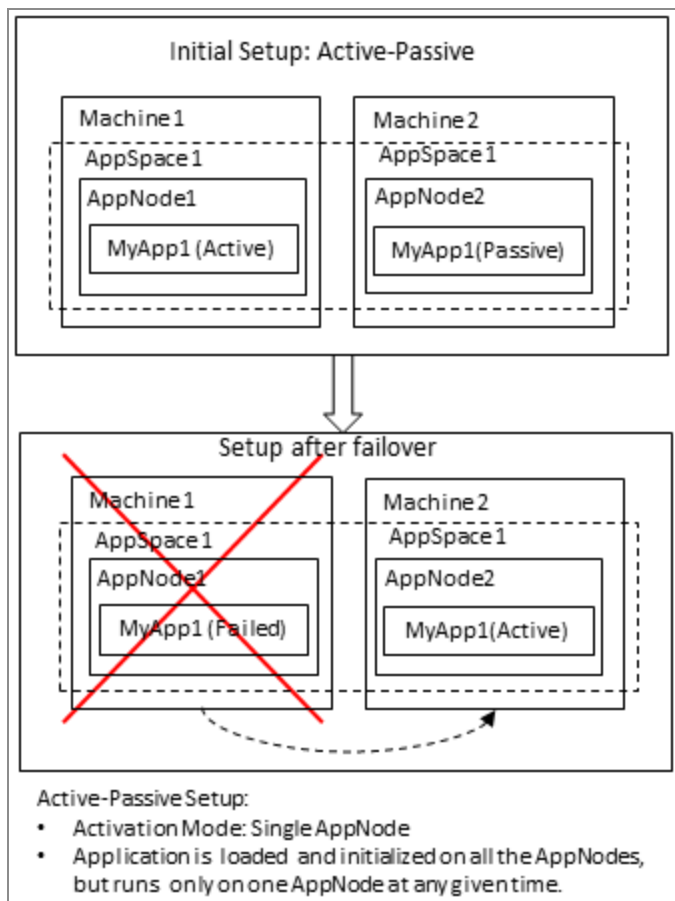 Initial Setup: Active-Passive
Machine1
Machine2
AppSpace1
AppSpace1
AppNode1
AppNode2
MyApp1 (Active)
MyApp1(Passive)
Setup after failover
Machine1
Machine2
AppSpace1
AppSpace1
AppNode1
AppNode2
MyApp1 (Failed)
MyApp1(Active)
Active-Passive Setup:
• Activation Mode: Single AppNode
• Application is loaded and initialized on all the AppNodes,
but runs only on one AppNode at any given time.